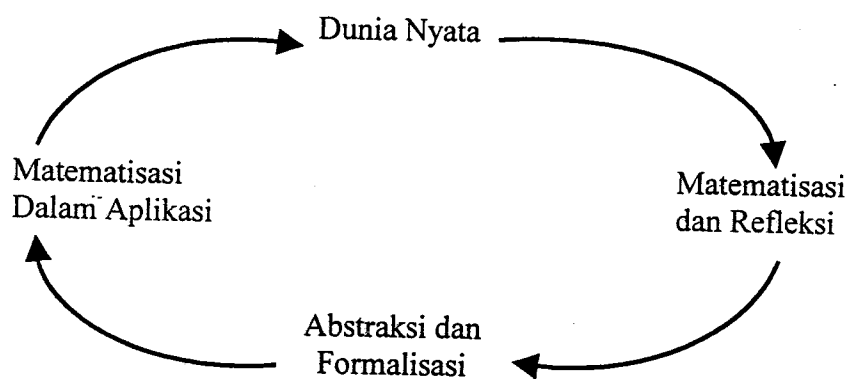 Dunia Nyata
Matematisasi
dan Refleksi
Abstraksi dan
Formalisasi
Matematisasi
Dalam Aplikasi